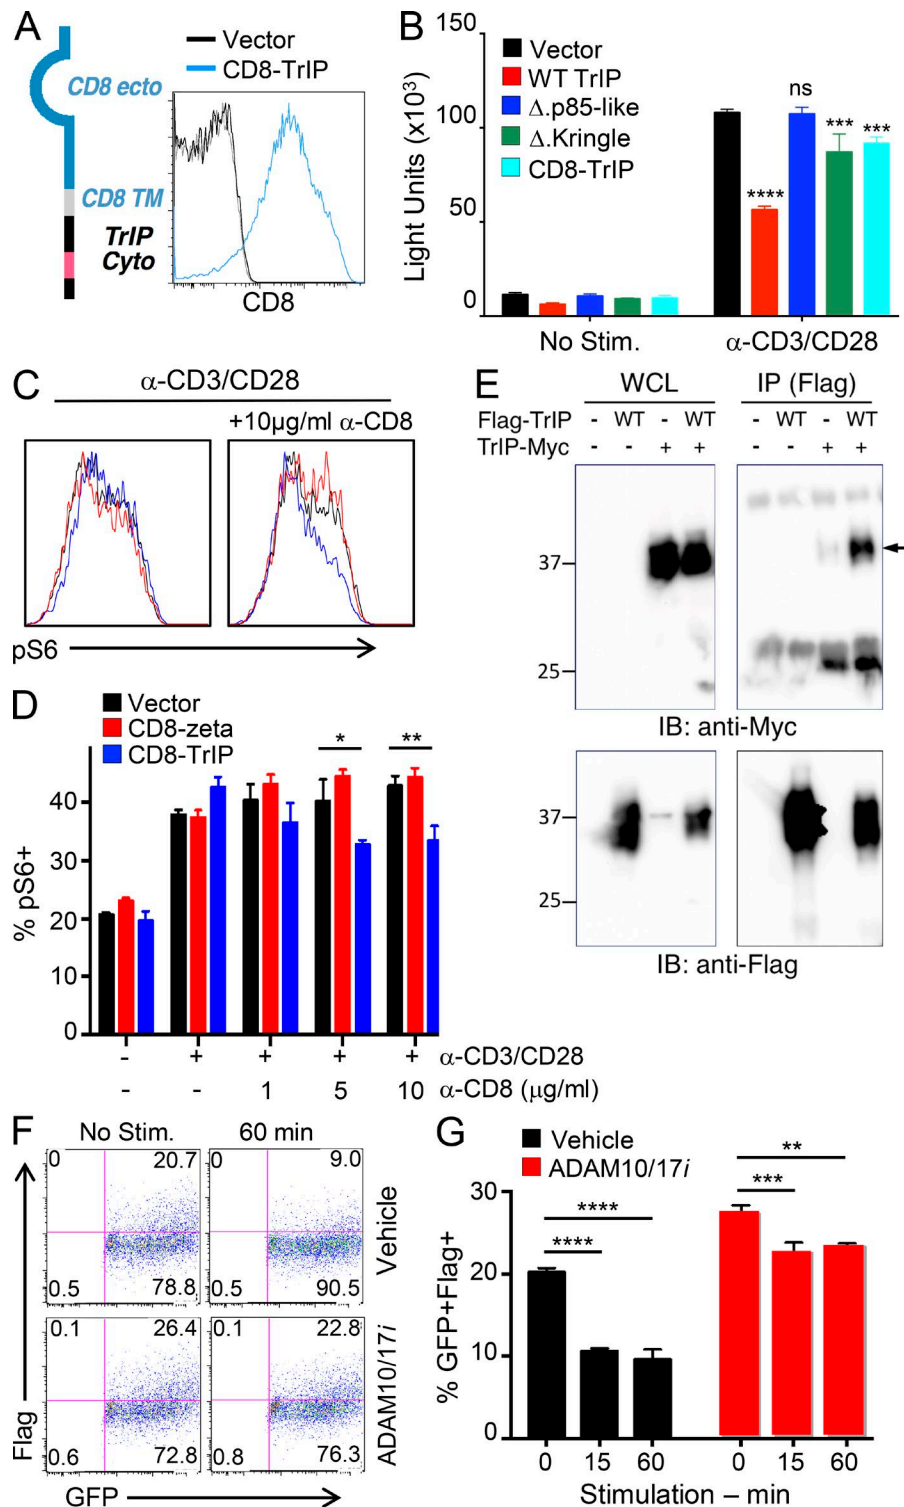 A
CD8 ecto
CD8 TM
TrIP
Cyto
Vector
CD8-TrIP
CD8
B
Light Units (x10³)
150
100
50
0
Vector
WT TrIP
Δ.p85-like
Δ.Kringle
CD8-TrIP
****
ns
***
***
No Stim.
α-CD3/CD28
C
α-CD3/CD28
+10µg/ml α-CD8
pS6
D
Vector
CD8-zeta
CD8-TrIP
% pS6+
40
30
20
10
0
*
**
- + + + + α-CD3/CD28
- - 1 5 10 α-CD8 (µg/ml)
E
WCL
IP (Flag)
Flag-TrIP - WT - WT - WT - WT
TrIP-Myc - - + + - - + +
37
25
IB: anti-Myc
37
25
IB: anti-Flag
F
No Stim.
60 min
0 20.7
0.5 78.8
0 9.0
0.5 90.5
Vehicle
0.1 26.4
0.6 72.8
0.1 22.8
0.8 76.3
ADAM10/17i
Flag
GFP
G
Vehicle
ADAM10/17i
% GFP+Flag+
30
20
10
0
****
****
**
***
0 15 60 0 15 60
Stimulation – min